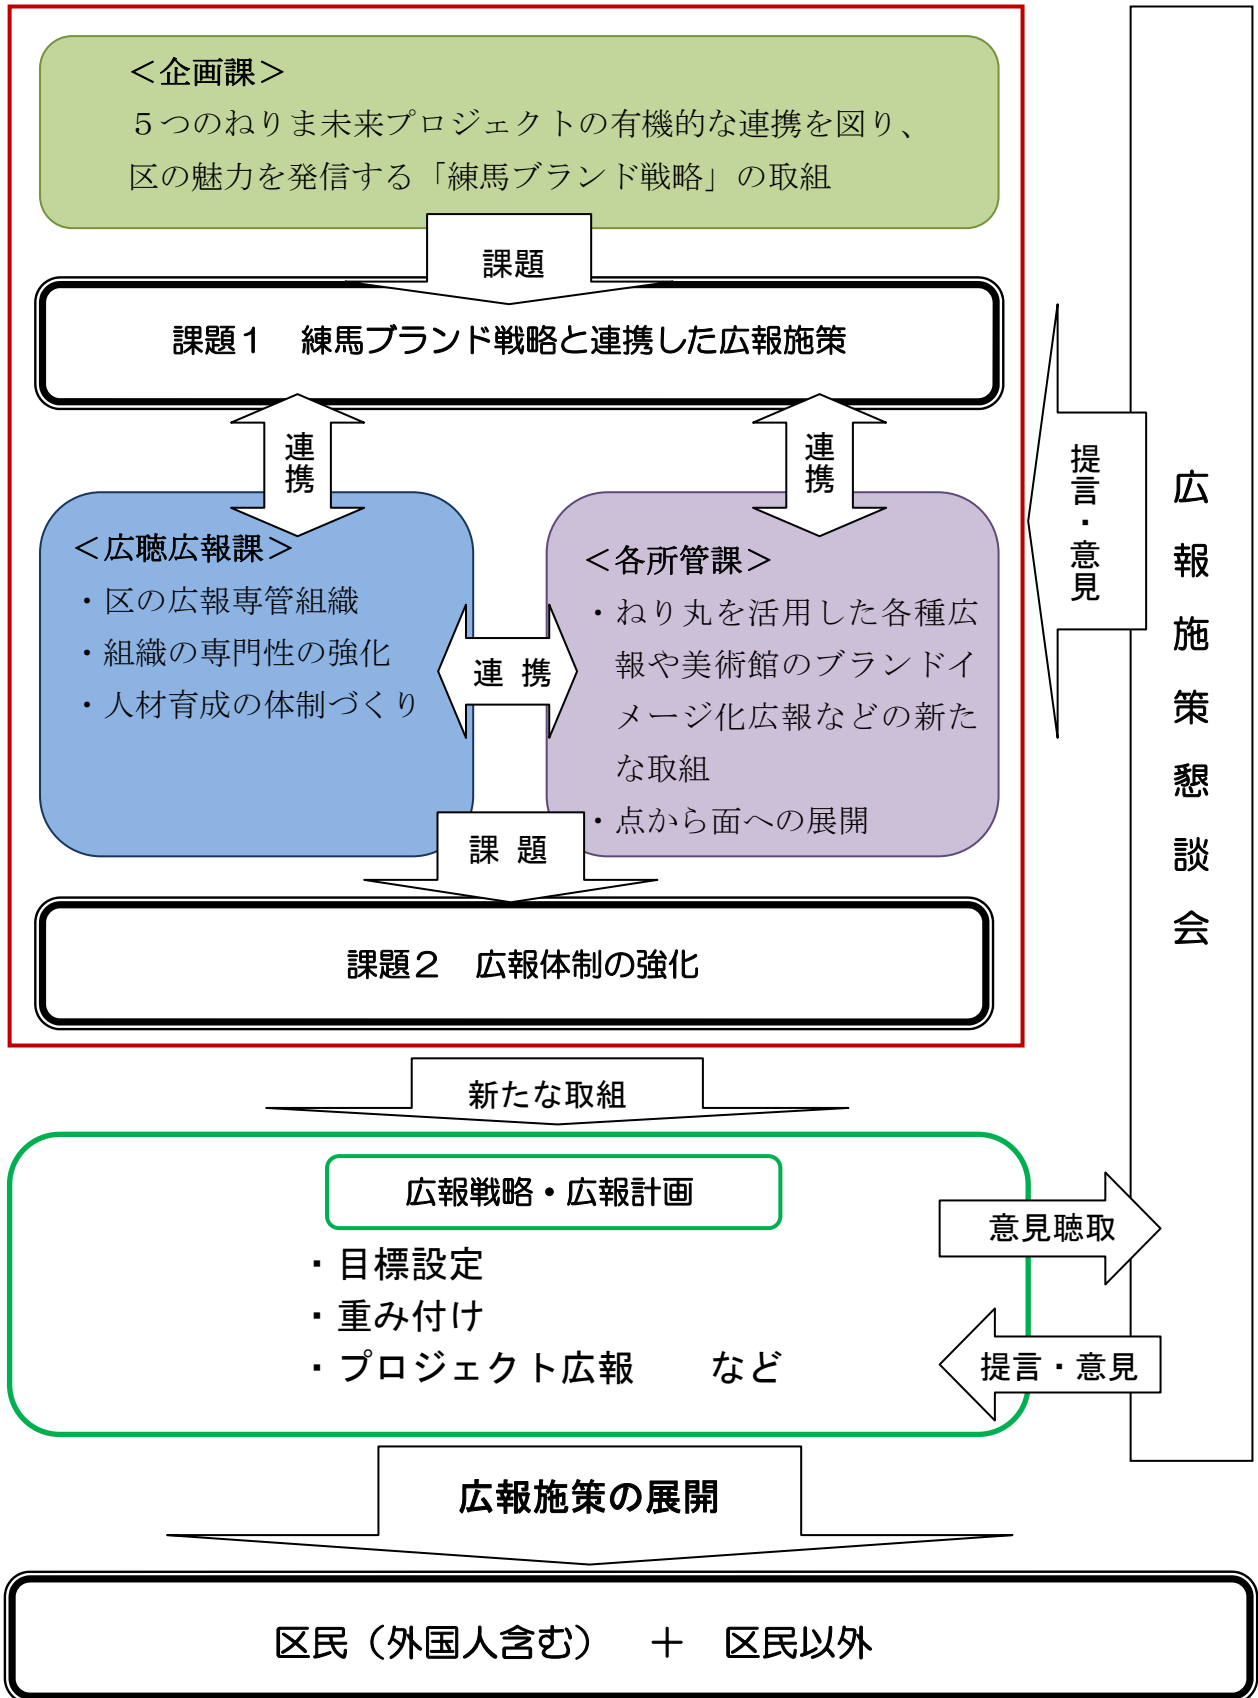 <企画課>
５つのねりま未来プロジェクトの有機的な連携を図り、
区の魅力を発信する「練馬ブランド戦略」の取組
課題
課題１　練馬ブランド戦略と連携した広報施策
連携
連携
<広聴広報課>
・区の広報専管組織
・組織の専門性の強化
・人材育成の体制づくり
連 携
<各所管課>
・ねり丸を活用した各種広
報や美術館のブランドイ
メージ化広報などの新た
な取組
・点から面への展開
課 題
課題２　広報体制の強化
提言・意見
広報施策懇談会
新たな取組
広報戦略・広報計画
・目標設定
・重み付け
・プロジェクト広報　　など
意見聴取
提言・意見
広報施策の展開
区民（外国人含む）　＋　区民以外